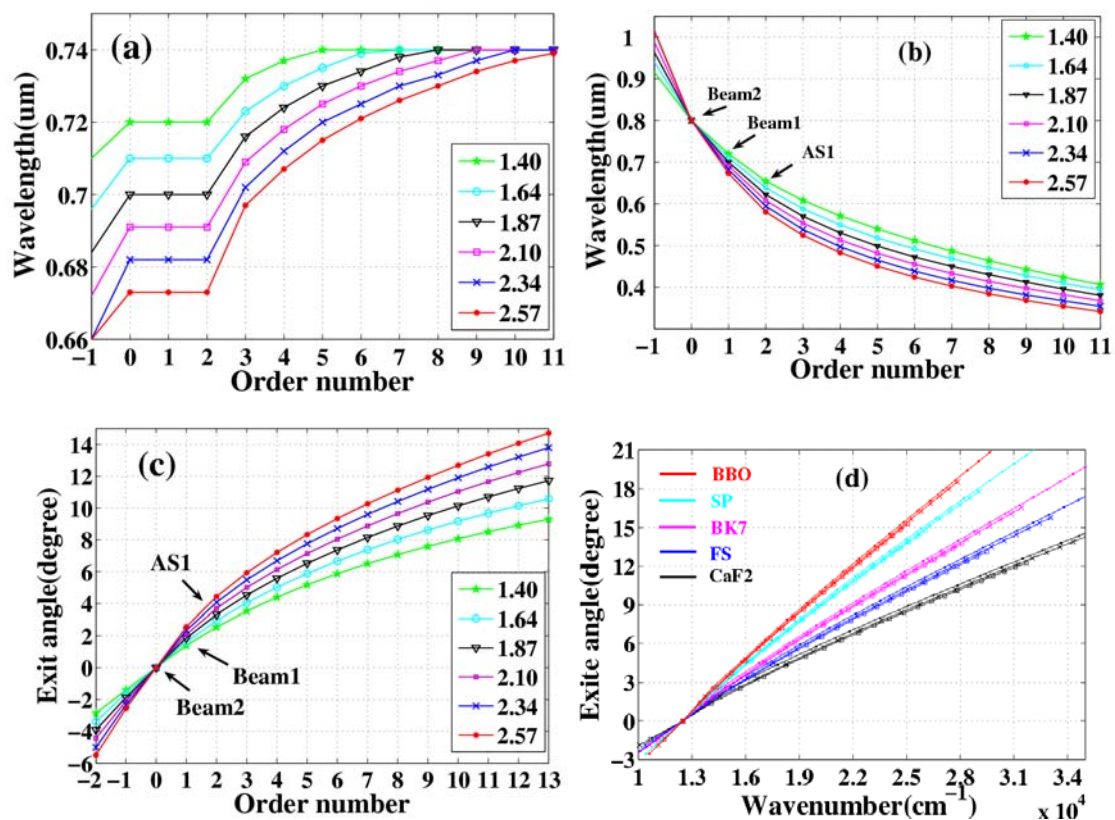 (a)
Wavelength(um)
0.74
0.72
0.7
0.68
0.66
−1 0 1 2 3 4 5 6 7 8 9 10 11
Order number
1.40
1.64
1.87
2.10
2.34
2.57
(b)
Wavelength(um)
1
0.9
0.8
0.7
0.6
0.5
0.4
−1 0 1 2 3 4 5 6 7 8 9 10 11
Order number
Beam2
Beam1
AS1
1.40
1.64
1.87
2.10
2.34
2.57
(c)
Exit angle(degree)
14
12
10
8
6
4
2
0
−2
−4
−6
−2 −1 0 1 2 3 4 5 6 7 8 9 10 11 12 13
Order number
AS1
Beam1
Beam2
1.40
1.64
1.87
2.10
2.34
2.57
(d)
Exite angle(degree)
21
18
15
12
9
6
3
0
−3
BBO
SP
BK7
FS
CaF2
1 1.3 1.6 1.9 2.2 2.5 2.8 3.1 3.4
Wavenumber(cm−1)
x 10^4